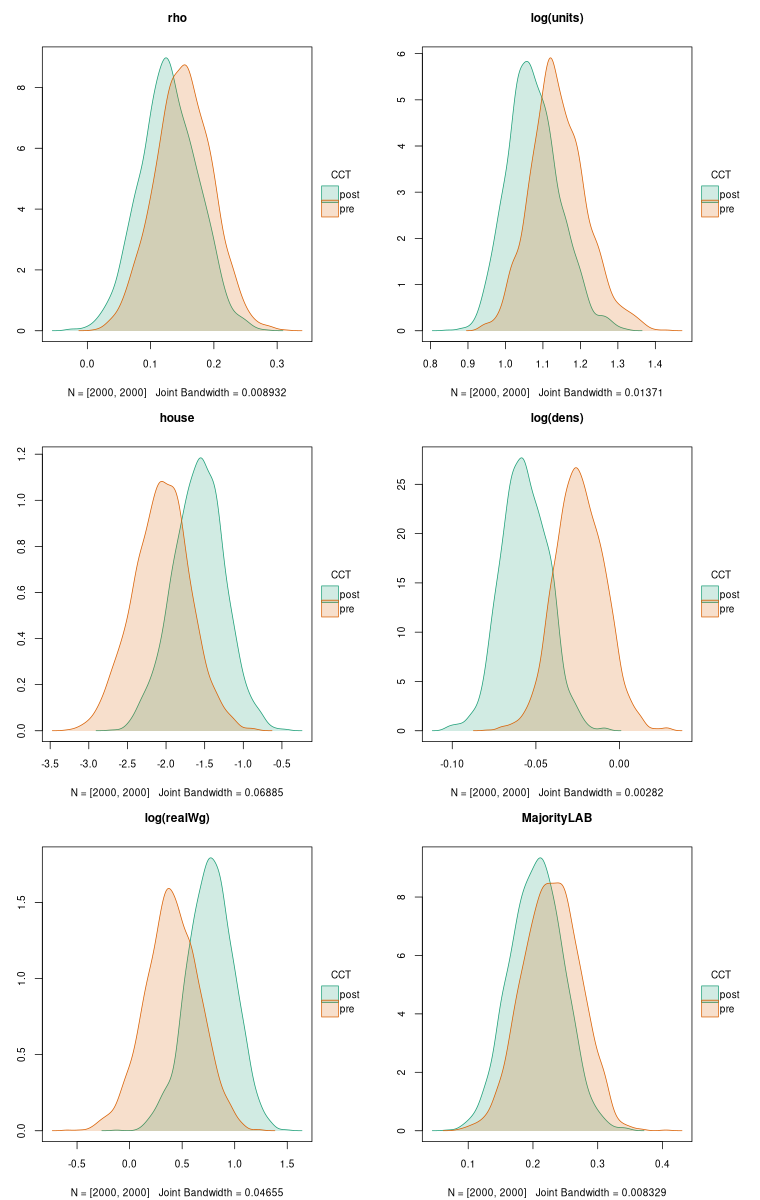 rho
0 2 4 6 8
0.0 0.1 0.2 0.3
CCT
post
pre
N = [2000, 2000] Joint Bandwidth = 0.008932
log(units)
0 1 2 3 4 5 6
0.8 0.9 1.0 1.1 1.2 1.3 1.4
CCT
post
pre
N = [2000, 2000] Joint Bandwidth = 0.01371
house
0.0 0.2 0.4 0.6 0.8 1.0 1.2
-3.5 -3.0 -2.5 -2.0 -1.5 -1.0 -0.5
CCT
post
pre
N = [2000, 2000] Joint Bandwidth = 0.06885
log(dens)
0 5 10 15 20 25
-0.10 -0.05 0.00
CCT
post
pre
N = [2000, 2000] Joint Bandwidth = 0.00282
log(realWg)
0.0 0.5 1.0 1.5
-0.5 0.0 0.5 1.0 1.5
CCT
post
pre
N = [2000, 2000] Joint Bandwidth = 0.04655
MajorityLAB
0 2 4 6 8
0.1 0.2 0.3 0.4
CCT
post
pre
N = [2000, 2000] Joint Bandwidth = 0.008329